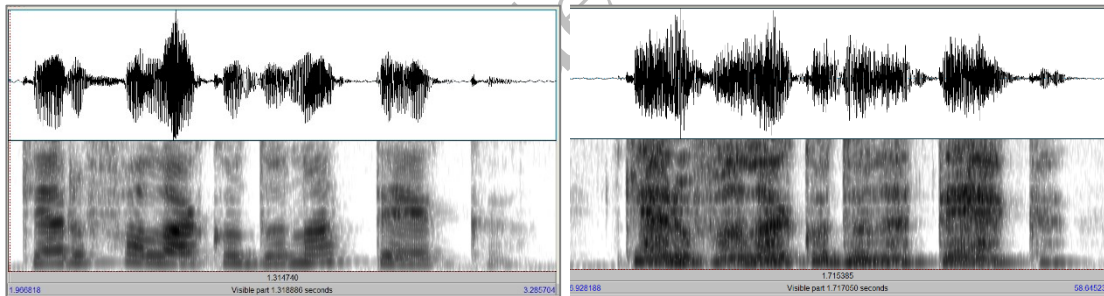 1.314740
1.966818 Visible part 1.318886 seconds 3.285704
1.715385
5.928188 Visible part 1.717050 seconds 58.64523